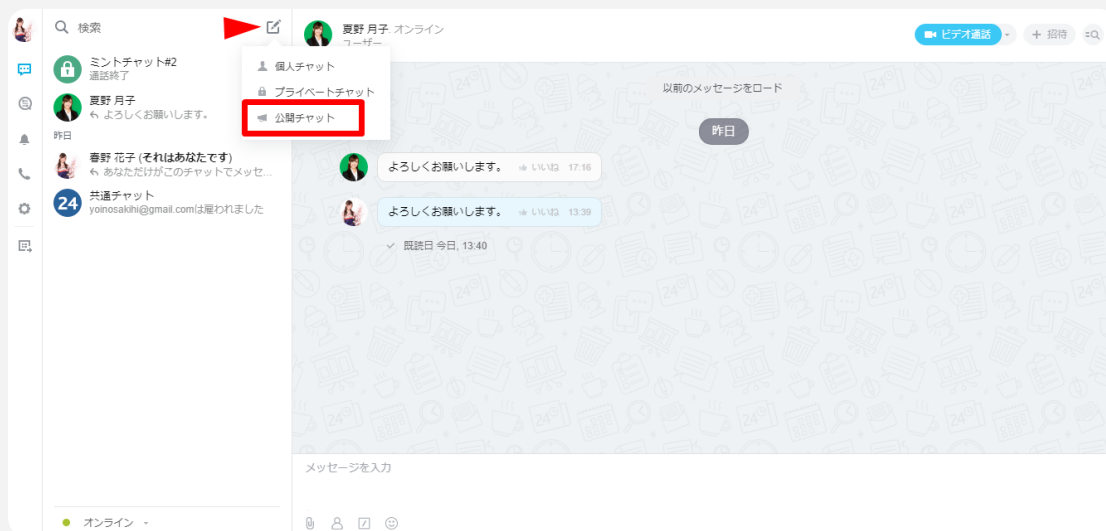 検索
ミントチャット#2
通話終了
夏野 月子
よろしくお願いします。
昨日
春野 花子 (それはあなたです)
あなただけがこのチャットでメッセ...
24
共通チャット
yoinosakihi@gmail.comは雇われました
オンライン
個人チャット
プライベートチャット
公開チャット
夏野 月子 オンライン
ユーザー
ビデオ通話
+ 招待
以前のメッセージをロード
昨日
よろしくお願いします。 いいね 17:16
よろしくお願いします。 いいね 13:39
既読日 今日, 13:40
メッセージを入力